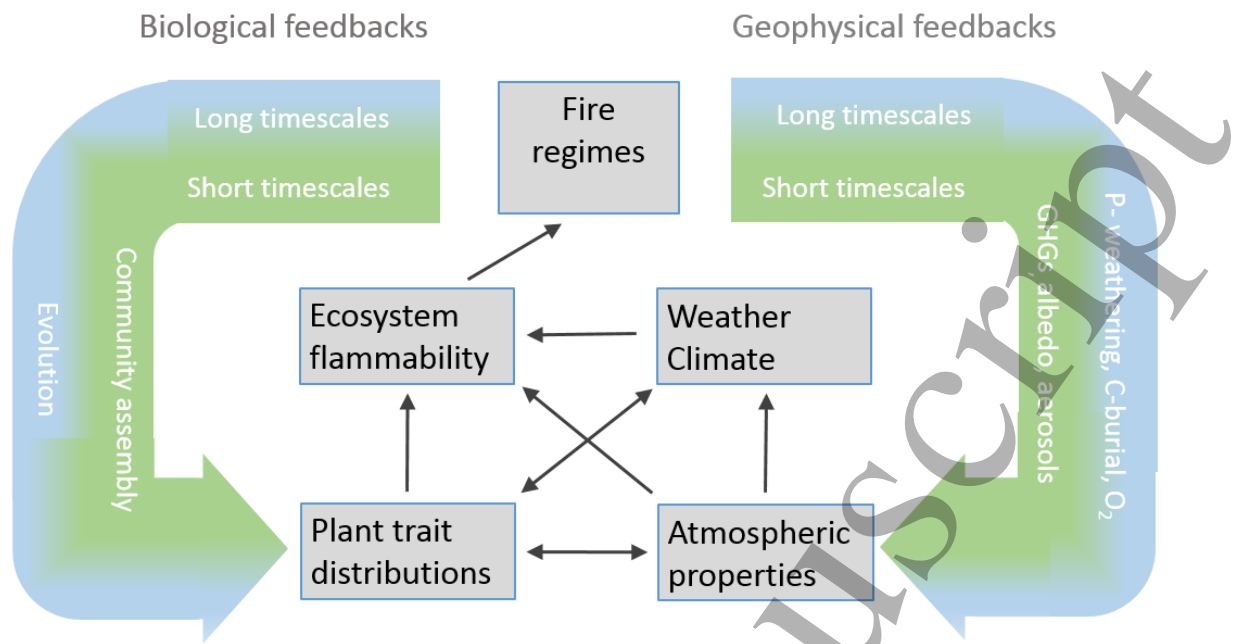 Biological feedbacks
Geophysical feedbacks
Long timescales
Short timescales
Evolution
Community assembly
Fire
regimes
Long timescales
Short timescales
GHGs, albedo, aerosols
P- weathering, C-burial, O₂
Ecosystem
flammability
Weather
Climate
Plant trait
distributions
Atmospheric
properties